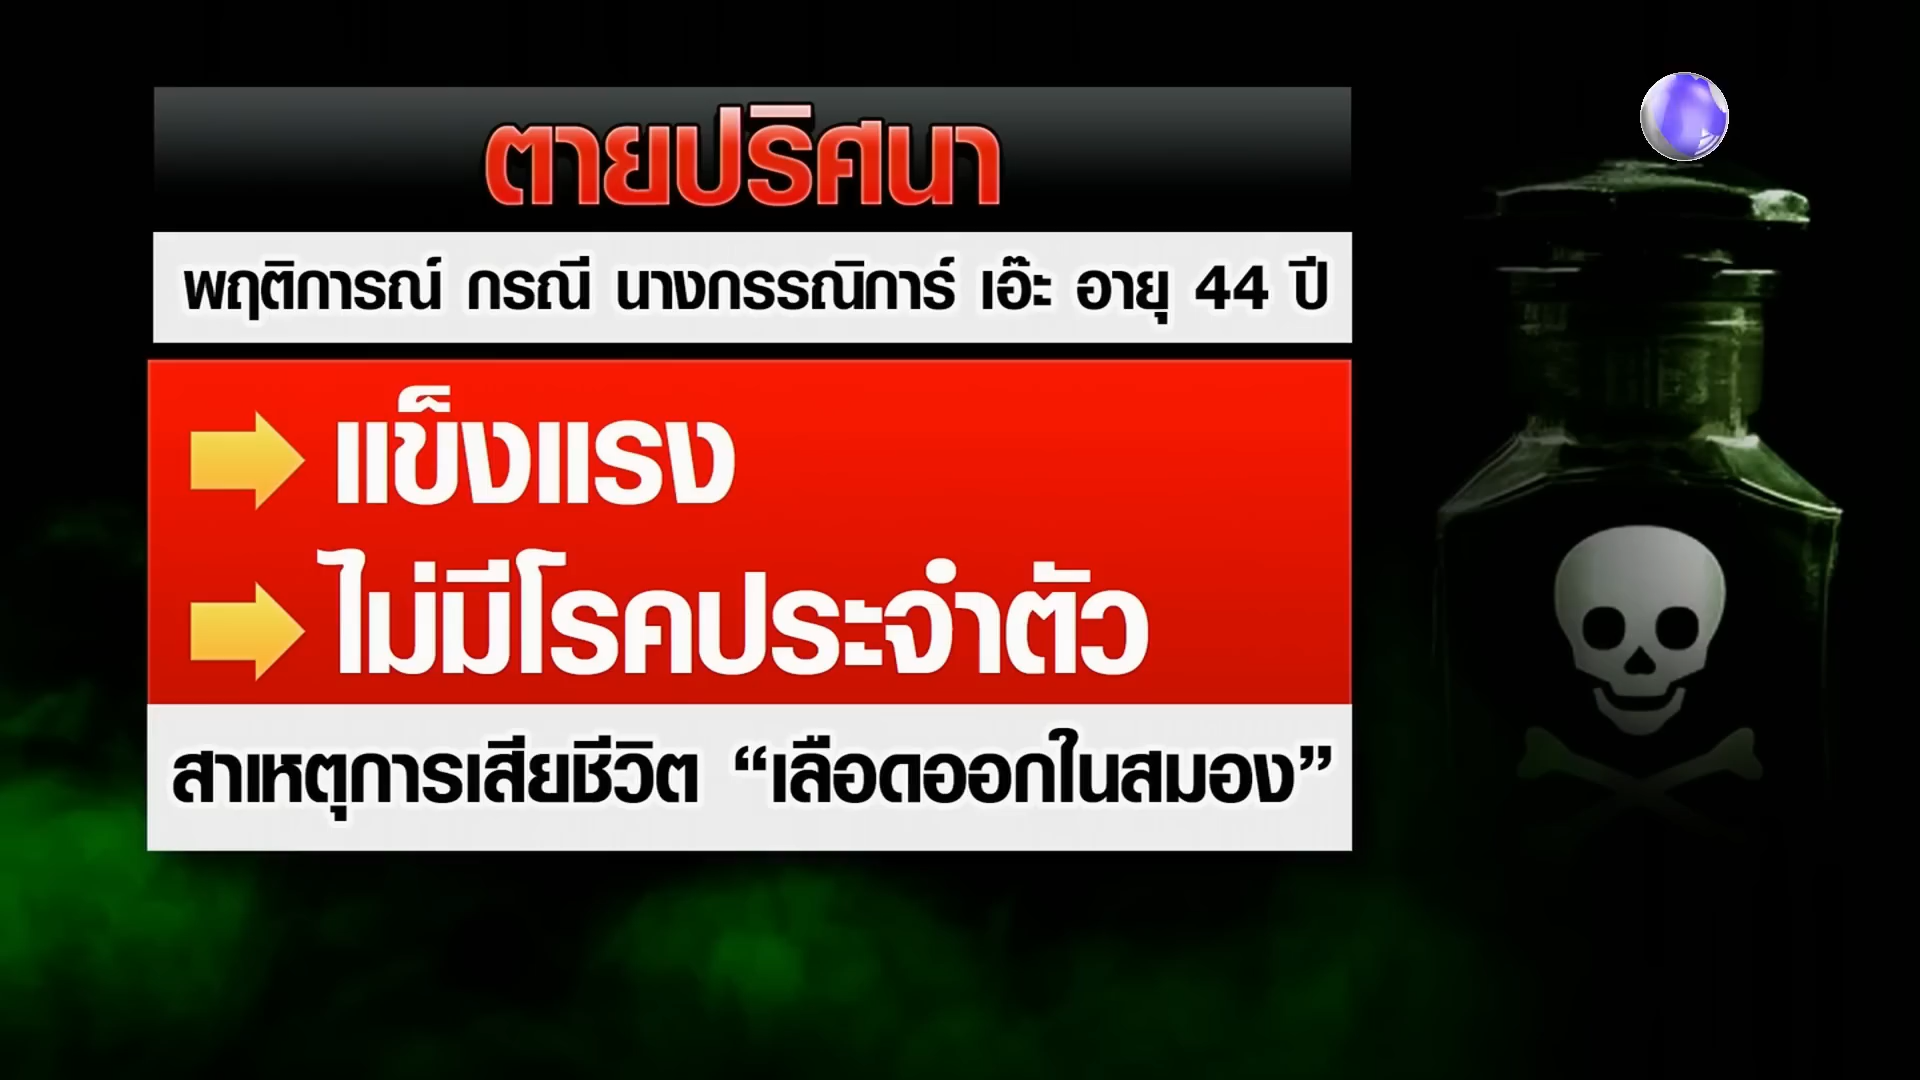 ตายปริศนา
พฤติการณ์ กรณี นางกรรณิการ์ เอ๊ะ อายุ 44 ปี
แข็งแรง
ไม่มีโรคประจำตัว
สาเหตุการเสียชีวิต “เลือดออกในสมอง”